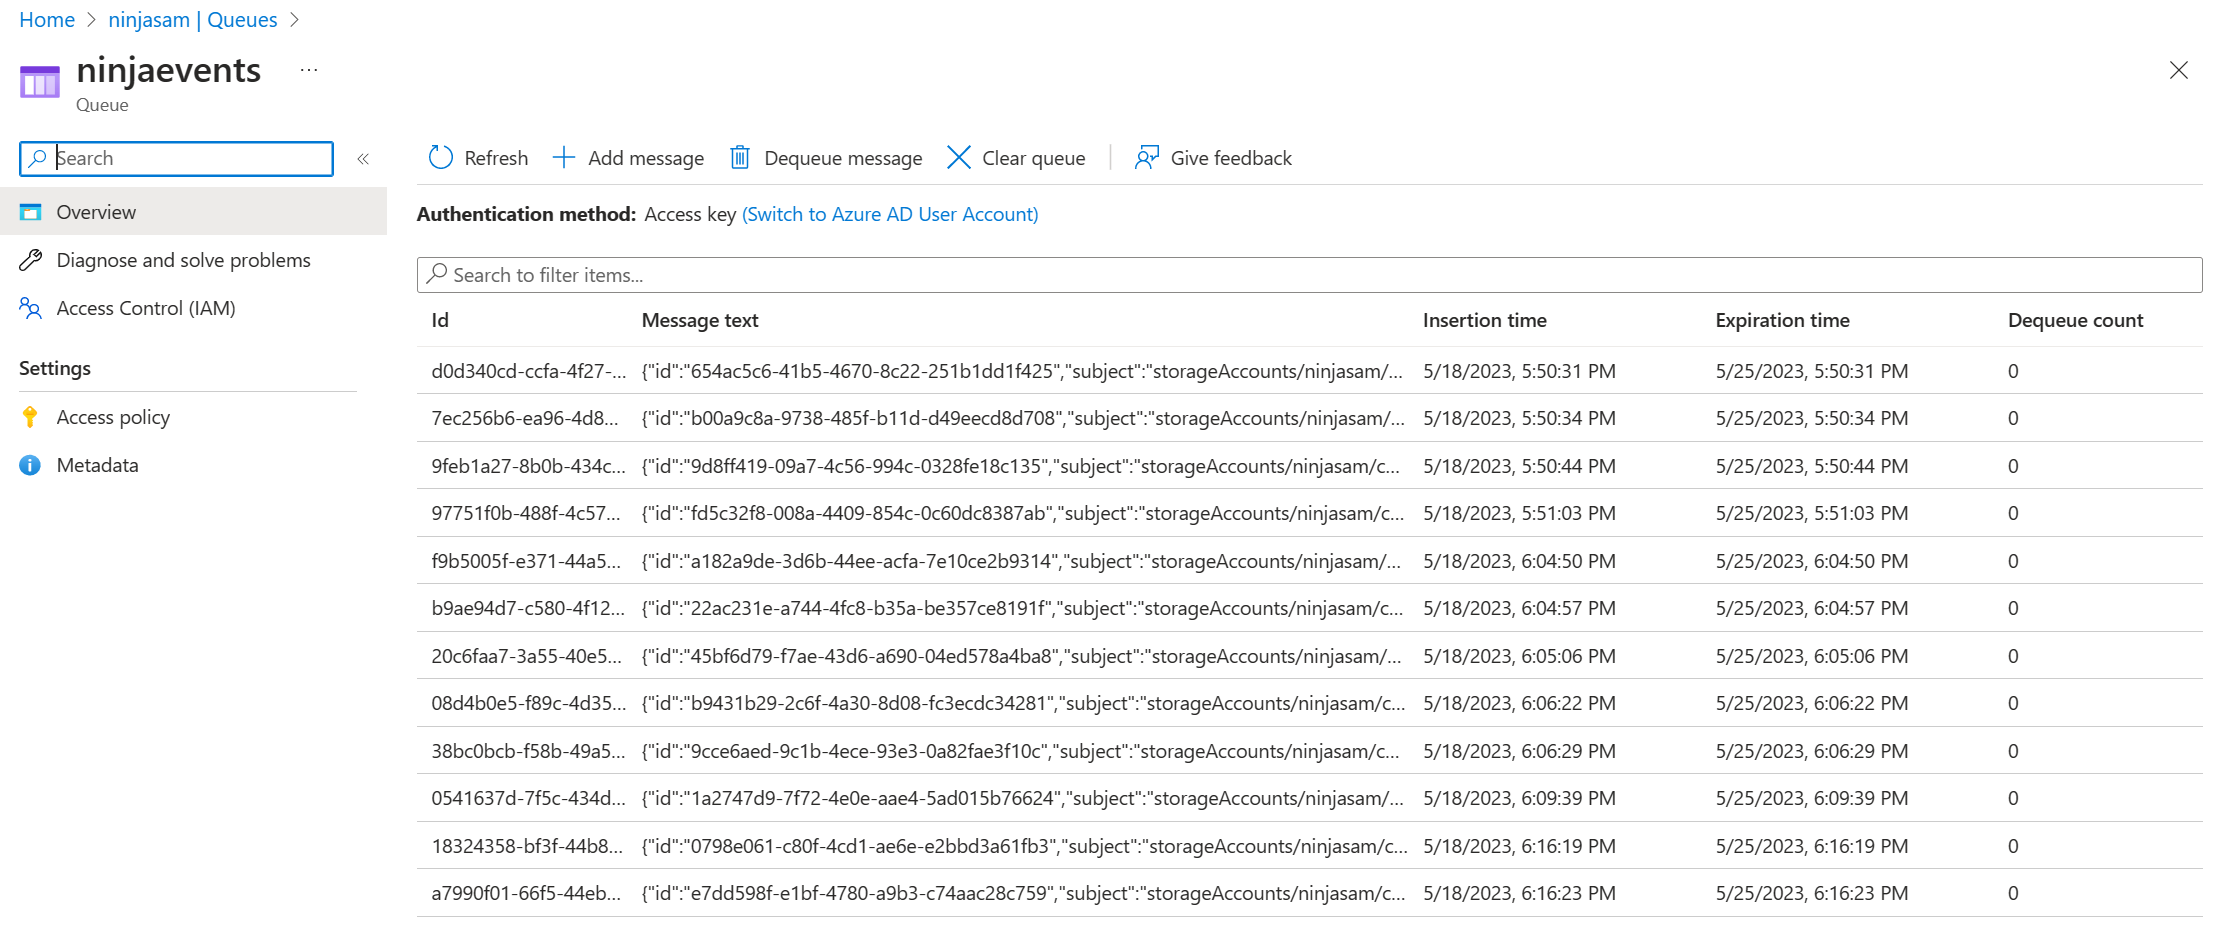 Home > ninjasam | Queues >
ninjaevents ...
Queue
Search «
Refresh Add message Dequeue message Clear queue | Give feedback
Overview
Authentication method: Access key (Switch to Azure AD User Account)
Diagnose and solve problems
Search to filter items...
Access Control (IAM)
Settings
Access policy
Metadata
Id Message text Insertion time Expiration time Dequeue count
d0d340cd-ccfa-4f27-... {"id":"654ac5c6-41b5-4670-8c22-251b1dd1f425","subject":"storageAccounts/ninjasam/... 5/18/2023, 5:50:31 PM 5/25/2023, 5:50:31 PM 0
7ec256b6-ea96-4d8... {"id":"b00a9c8a-9738-485f-b11d-d49eecd8d708","subject":"storageAccounts/ninjasam/... 5/18/2023, 5:50:34 PM 5/25/2023, 5:50:34 PM 0
9feb1a27-8b0b-434c... {"id":"9d8ff419-09a7-4c56-994c-0328fe18c135","subject":"storageAccounts/ninjasam/c... 5/18/2023, 5:50:44 PM 5/25/2023, 5:50:44 PM 0
97751f0b-488f-4c57... {"id":"fd5c32f8-008a-4409-854c-0c60dc8387ab","subject":"storageAccounts/ninjasam/c... 5/18/2023, 5:51:03 PM 5/25/2023, 5:51:03 PM 0
f9b5005f-e371-44a5... {"id":"a182a9de-3d6b-44ee-acfa-7e10ce2b9314","subject":"storageAccounts/ninjasam/... 5/18/2023, 6:04:50 PM 5/25/2023, 6:04:50 PM 0
b9ae94d7-c580-4f12... {"id":"22ac231e-a744-4fc8-b35a-be357ce8191f","subject":"storageAccounts/ninjasam/c... 5/18/2023, 6:04:57 PM 5/25/2023, 6:04:57 PM 0
20c6faa7-3a55-40e5... {"id":"45bf6d79-f7ae-43d6-a690-04ed578a4ba8","subject":"storageAccounts/ninjasam/... 5/18/2023, 6:05:06 PM 5/25/2023, 6:05:06 PM 0
08d4b0e5-f89c-4d35... {"id":"b9431b29-2c6f-4a30-8d08-fc3ecdc34281","subject":"storageAccounts/ninjasam/c... 5/18/2023, 6:06:22 PM 5/25/2023, 6:06:22 PM 0
38bc0bcb-f58b-49a5... {"id":"9cce6aed-9c1b-4ece-93e3-0a82fae3f10c","subject":"storageAccounts/ninjasam/c... 5/18/2023, 6:06:29 PM 5/25/2023, 6:06:29 PM 0
0541637d-7f5c-434d... {"id":"1a2747d9-7f72-4e0e-aae4-5ad015b76624","subject":"storageAccounts/ninjasam/... 5/18/2023, 6:09:39 PM 5/25/2023, 6:09:39 PM 0
18324358-bf3f-44b8... {"id":"0798e061-c80f-4cd1-ae6e-e2bbd3a61fb3","subject":"storageAccounts/ninjasam/c... 5/18/2023, 6:16:19 PM 5/25/2023, 6:16:19 PM 0
a7990f01-66f5-44eb... {"id":"e7dd598f-e1bf-4780-a9b3-c74aac28c759","subject":"storageAccounts/ninjasam/c... 5/18/2023, 6:16:23 PM 5/25/2023, 6:16:23 PM 0